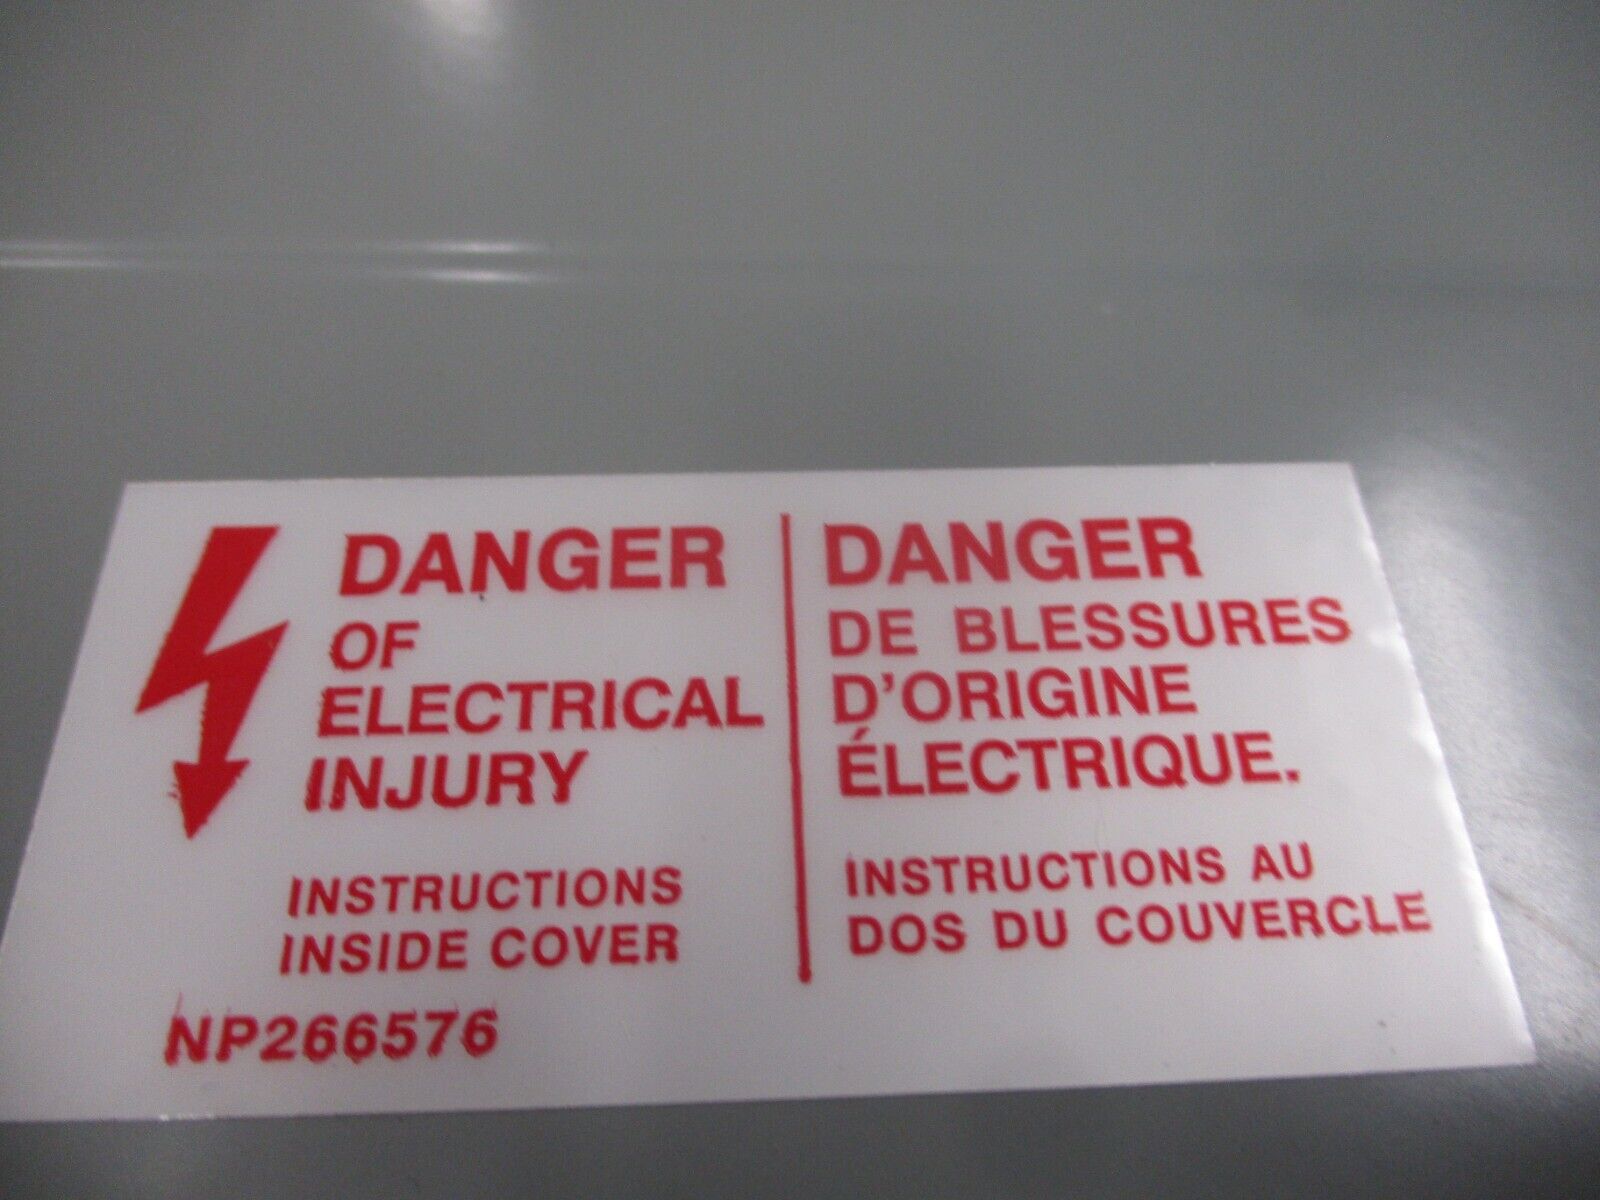 DANGER
OF
ELECTRICAL
INJURY
INSTRUCTIONS
INSIDE COVER
NP266576
DANGER
DE BLESSURES
D'ORIGINE
ÉLECTRIQUE.
INSTRUCTIONS AU
DOS DU COUVERCLE